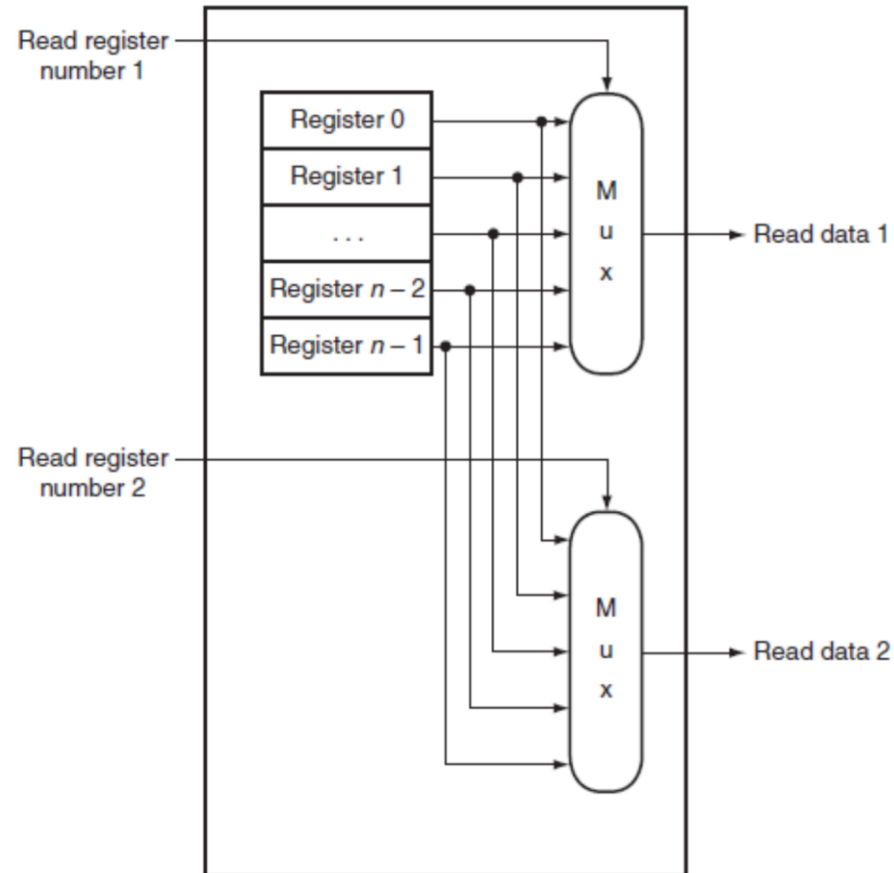 Read register
number 1
Register 0
Register 1
. . .
Register n – 2
Register n – 1
M
u
x
Read data 1
Read register
number 2
M
u
x
Read data 2